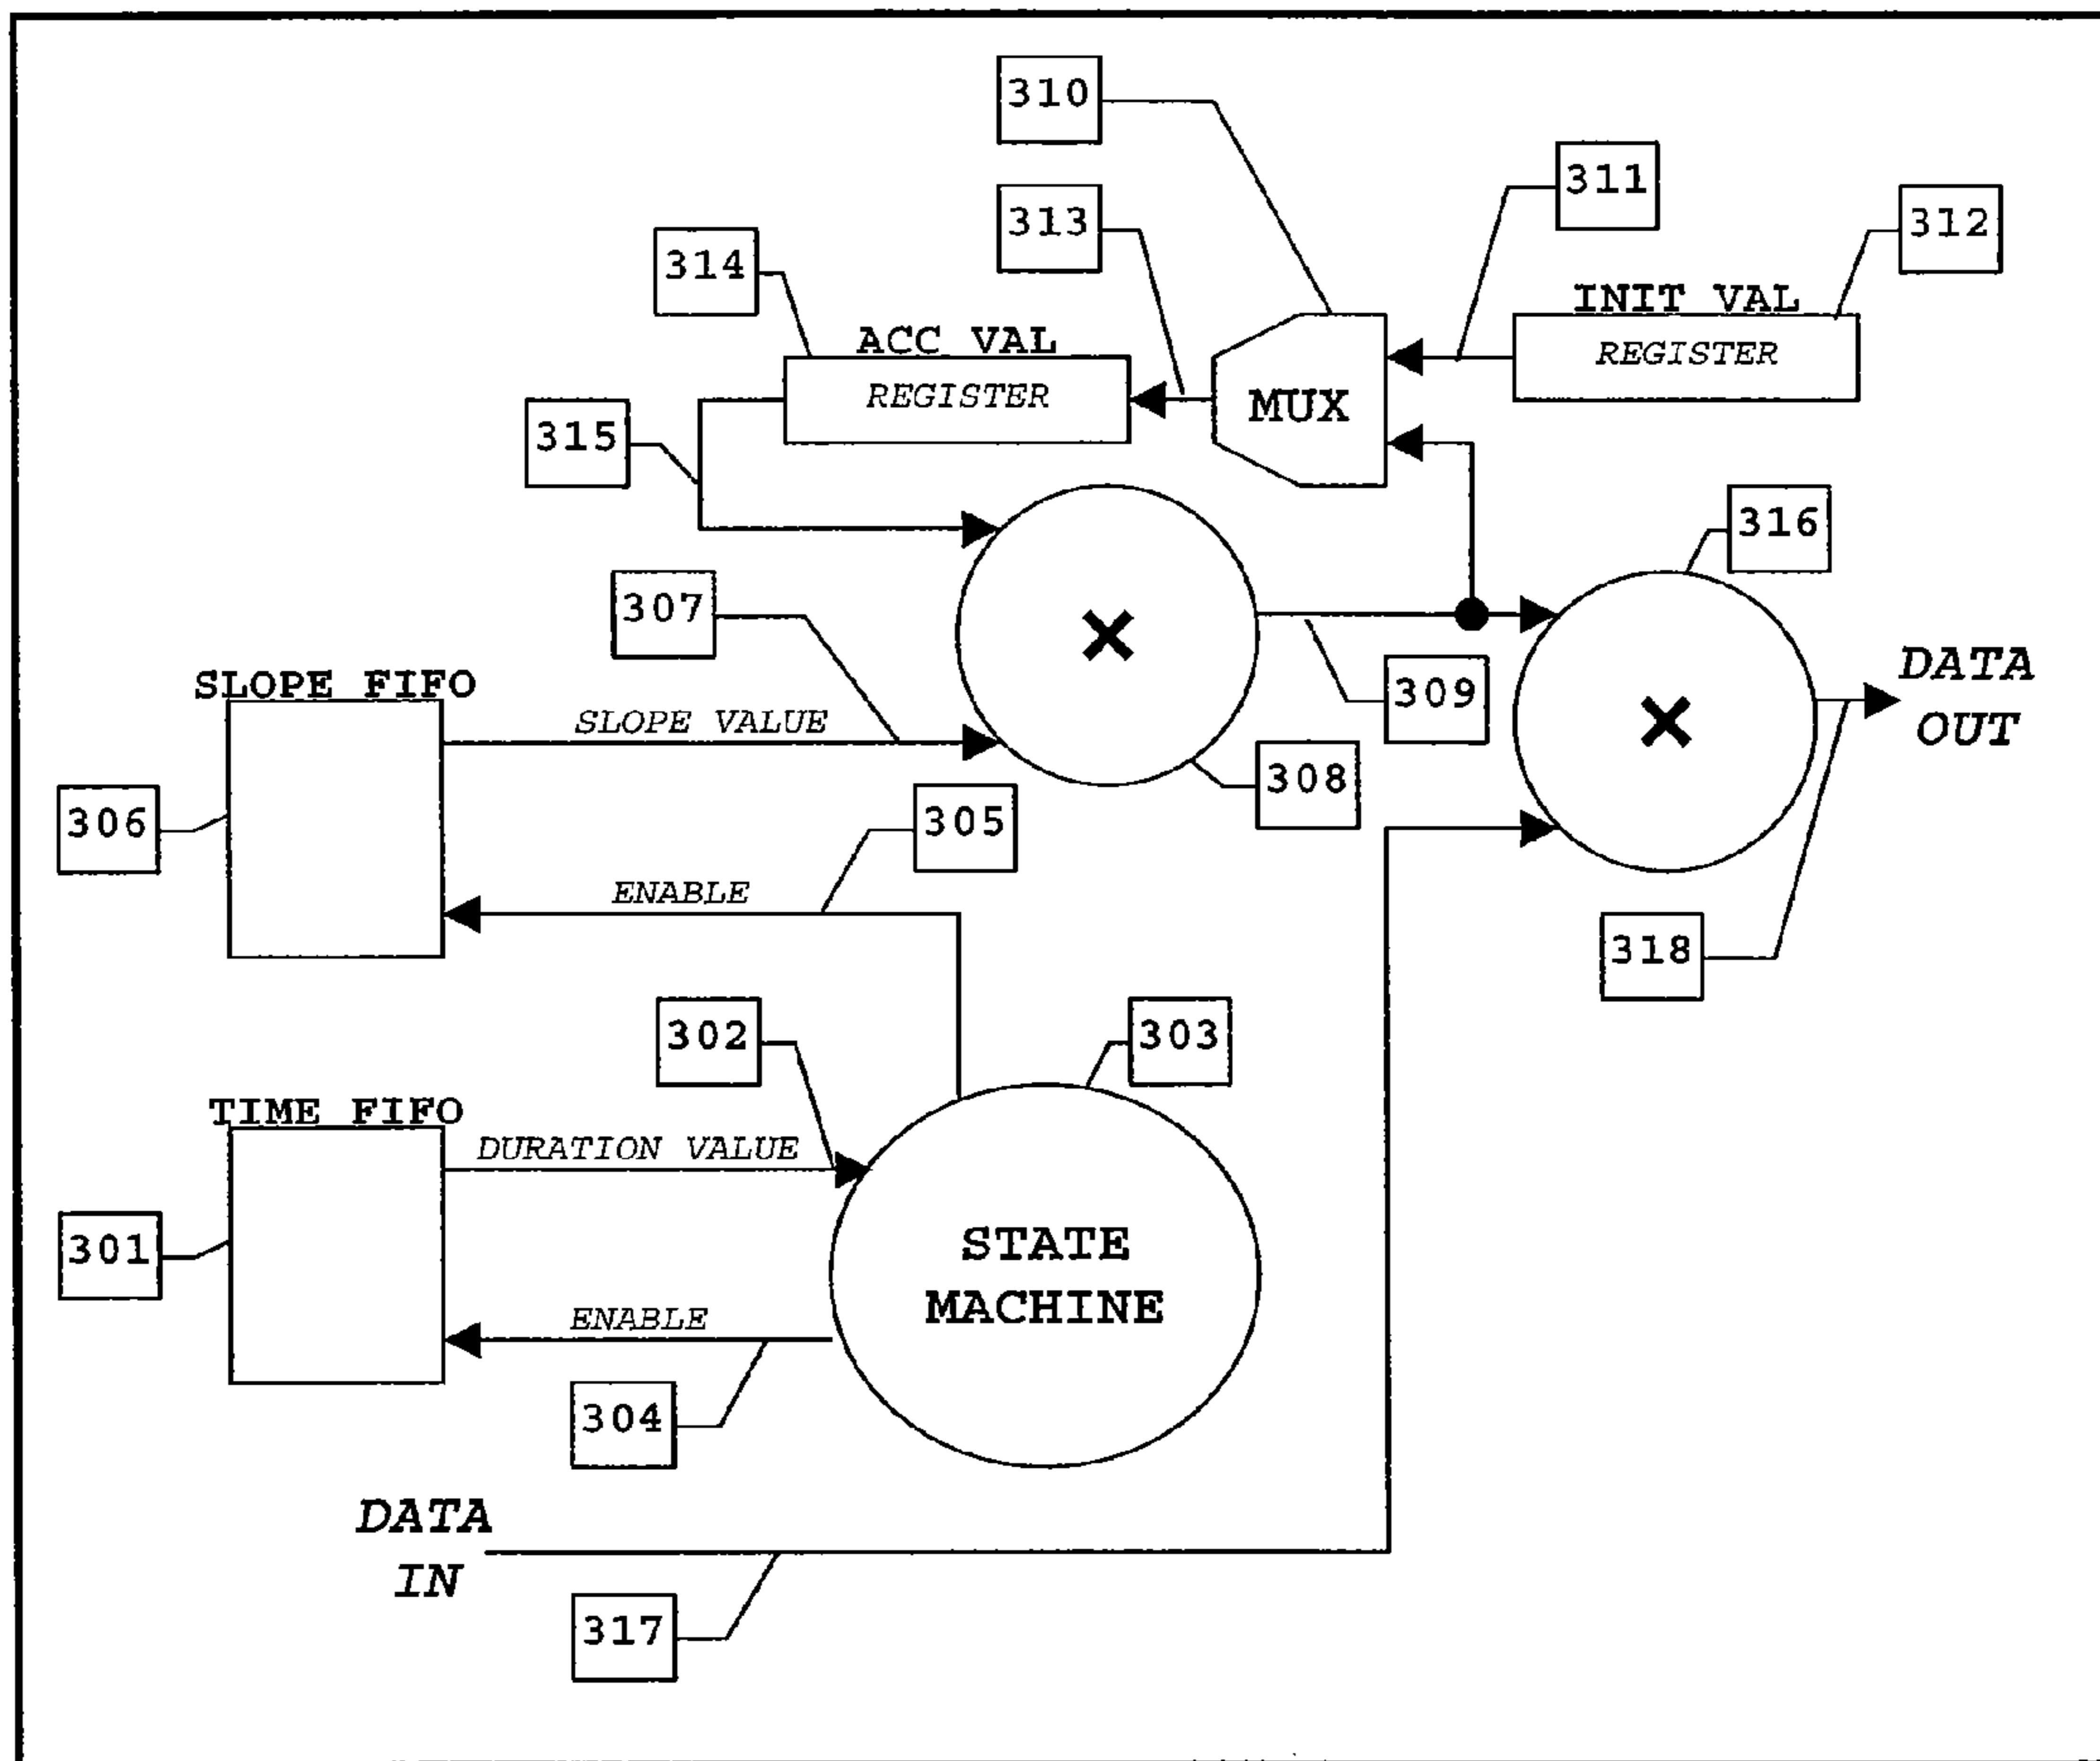 310
311
313
312
314
INIT VAL
ACC VAL
REGISTER
REGISTER
MUX
315
316
307
DATA
OUT
309
SLOPE FIFO
SLOPE VALUE
308
306
305
ENABLE
318
302
303
TIME FIFO
DURATION VALUE
301
STATE
MACHINE
ENABLE
304
DATA
IN
317